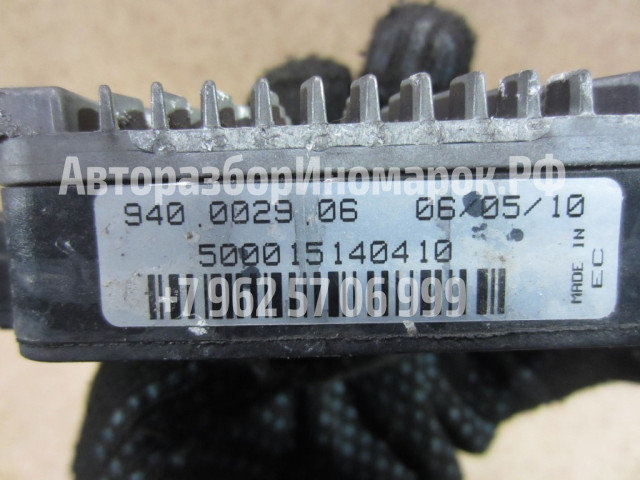 АвторазборИномарок.РФ
940.0029.06 06/05/10
500015140410
MADE IN
EC
+7 962 57 06 999